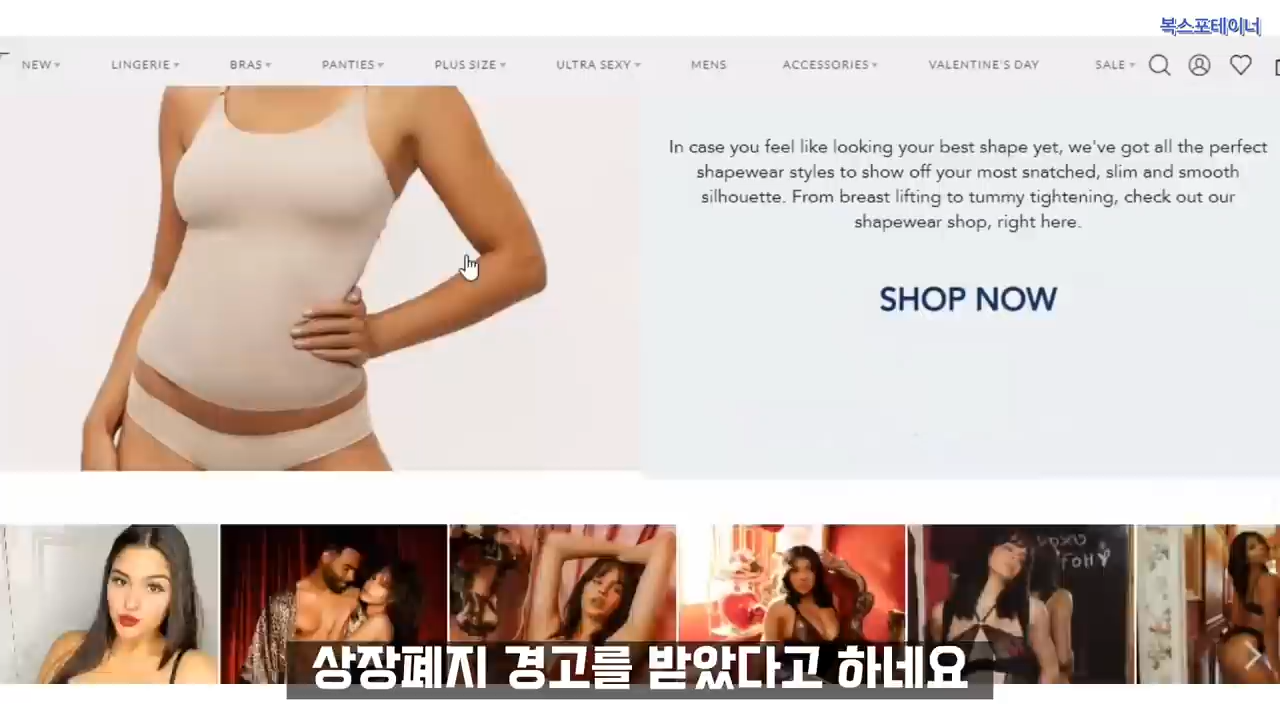 복스포테이너
NEW
LINGERIE
BRAS
PANTIES
PLUS SIZE
ULTRA SEXY
MENS
ACCESSORIES
VALENTINE'S DAY
SALE
In case you feel like looking your best shape yet, we've got all the perfect
shapewear styles to show off your most snatched, slim and smooth
silhouette. From breast lifting to tummy tightening, check out our
shapewear shop, right here.
SHOP NOW
상장폐지 경고를 받았다고 하네요